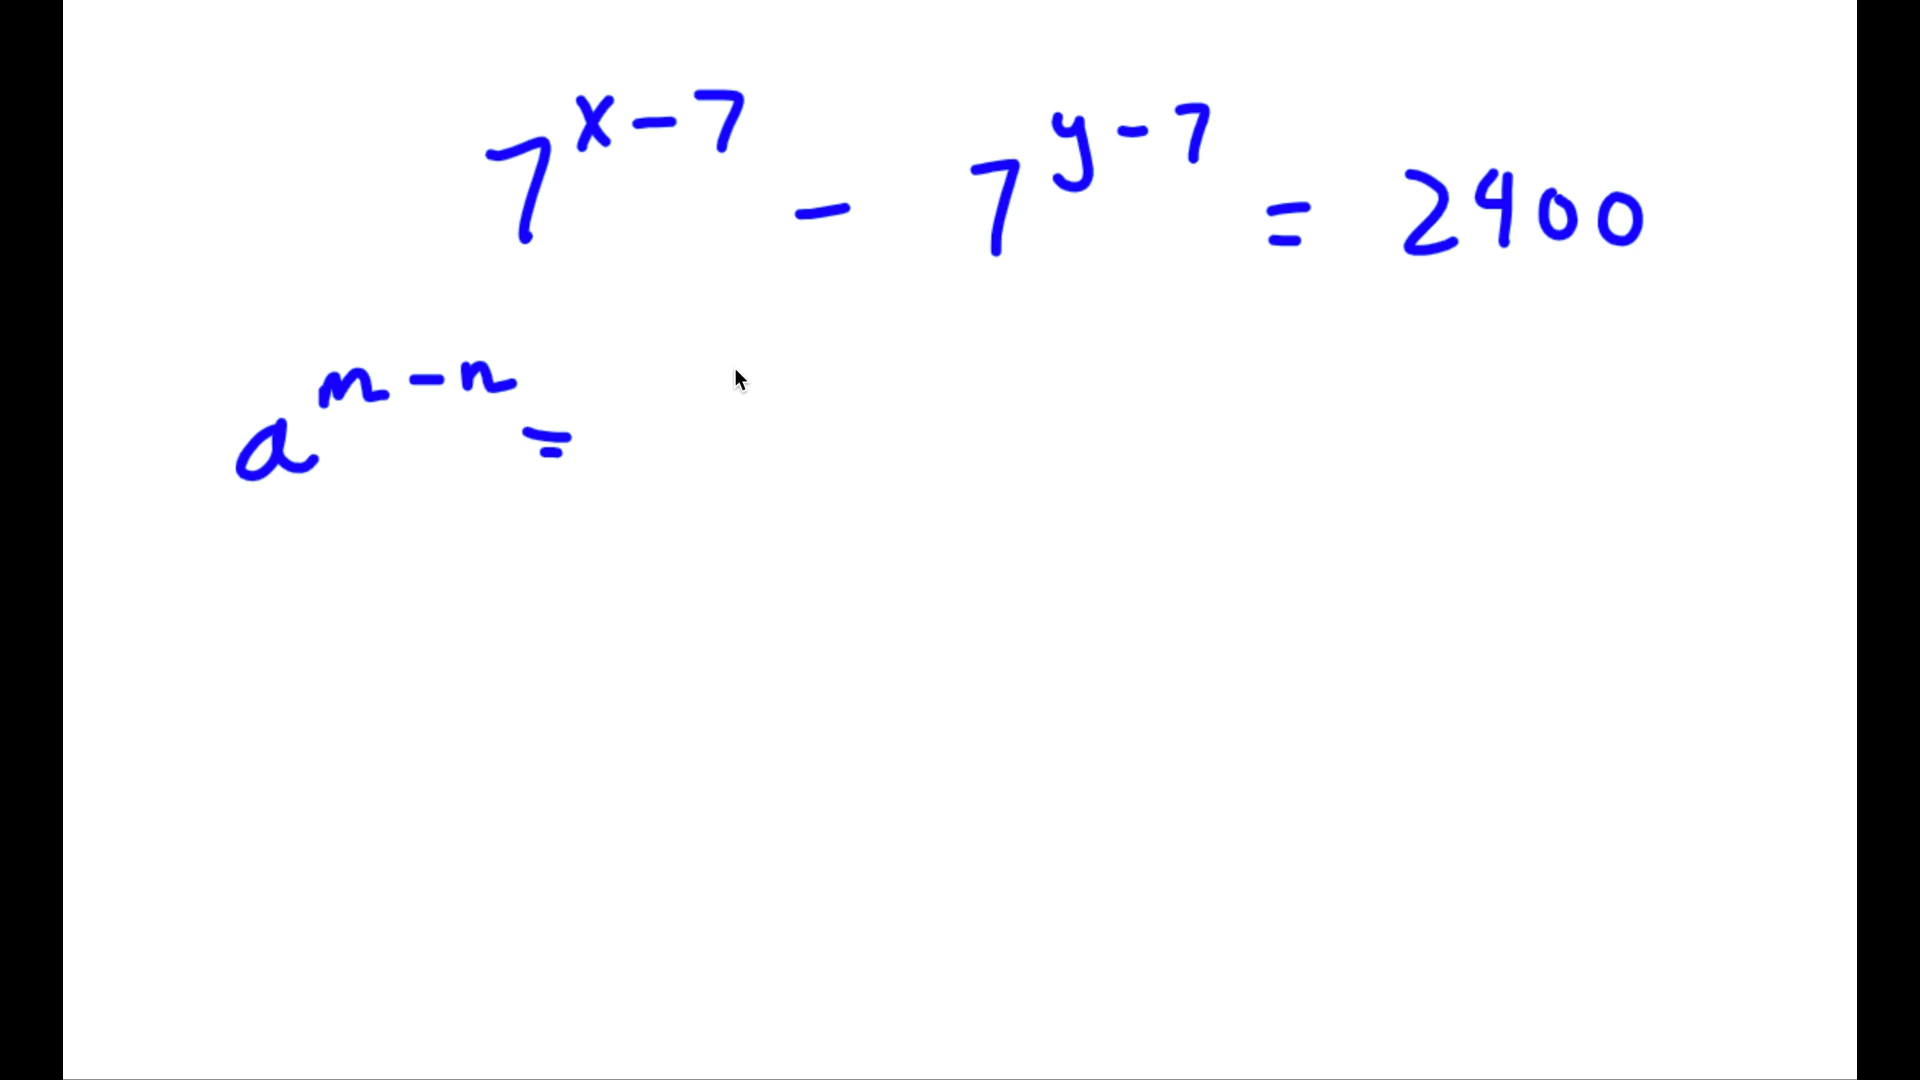 7^{x-7} - 7^{y-7} = 2400
a^{m-n} =